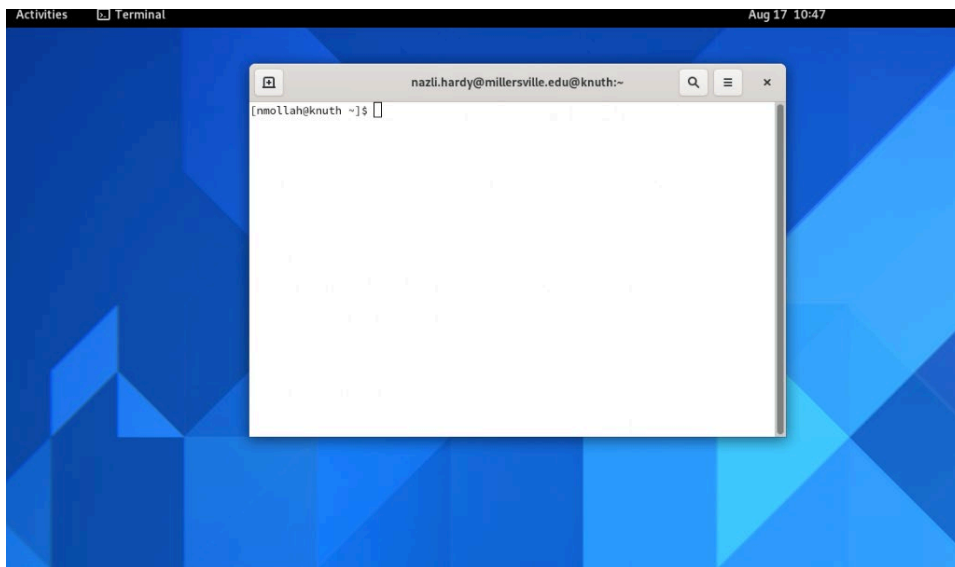 Activities Terminal Aug 17 10:47
nazli.hardy@millersville.edu@knuth:~
[nmollah@knuth ~]$